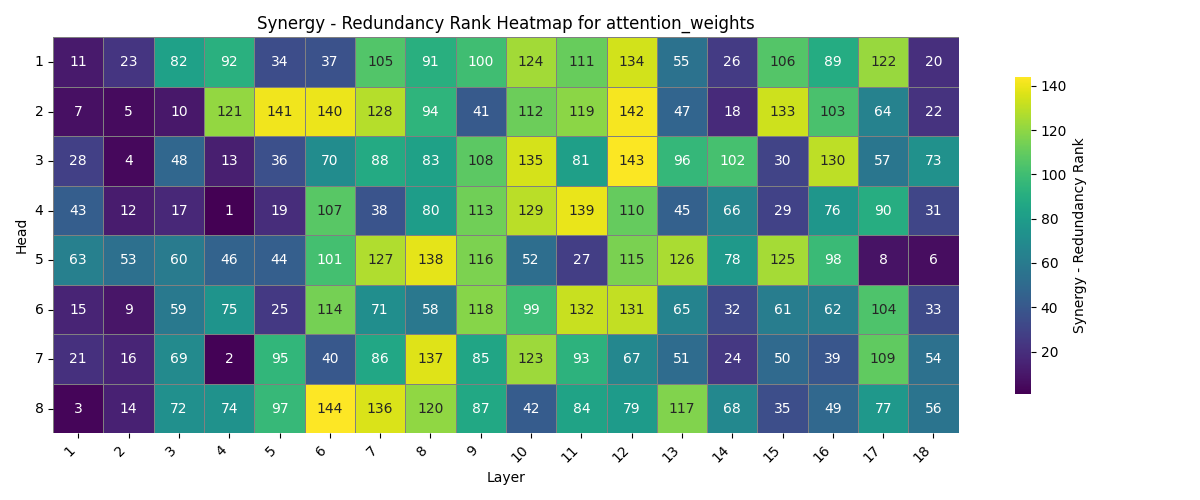 Synergy - Redundancy Rank Heatmap for attention_weights
Head
1 11 23 82 92 34 37 105 91 100 124 111 134 55 26 106 89 122 20
2 7 5 10 121 141 140 128 94 41 112 119 142 47 18 133 103 64 22
3 28 4 48 13 36 70 88 83 108 135 81 143 96 102 30 130 57 73
4 43 12 17 1 19 107 38 80 113 129 139 110 45 66 29 76 90 31
5 63 53 60 46 44 101 127 138 116 52 27 115 126 78 125 98 8 6
6 15 9 59 75 25 114 71 58 118 99 132 131 65 32 61 62 104 33
7 21 16 69 2 95 40 86 137 85 123 93 67 51 24 50 39 109 54
8 3 14 72 74 97 144 136 120 87 42 84 79 117 68 35 49 77 56
1 2 3 4 5 6 7 8 9 10 11 12 13 14 15 16 17 18
Layer
140
120
100
80
60
40
20
Synergy - Redundancy Rank